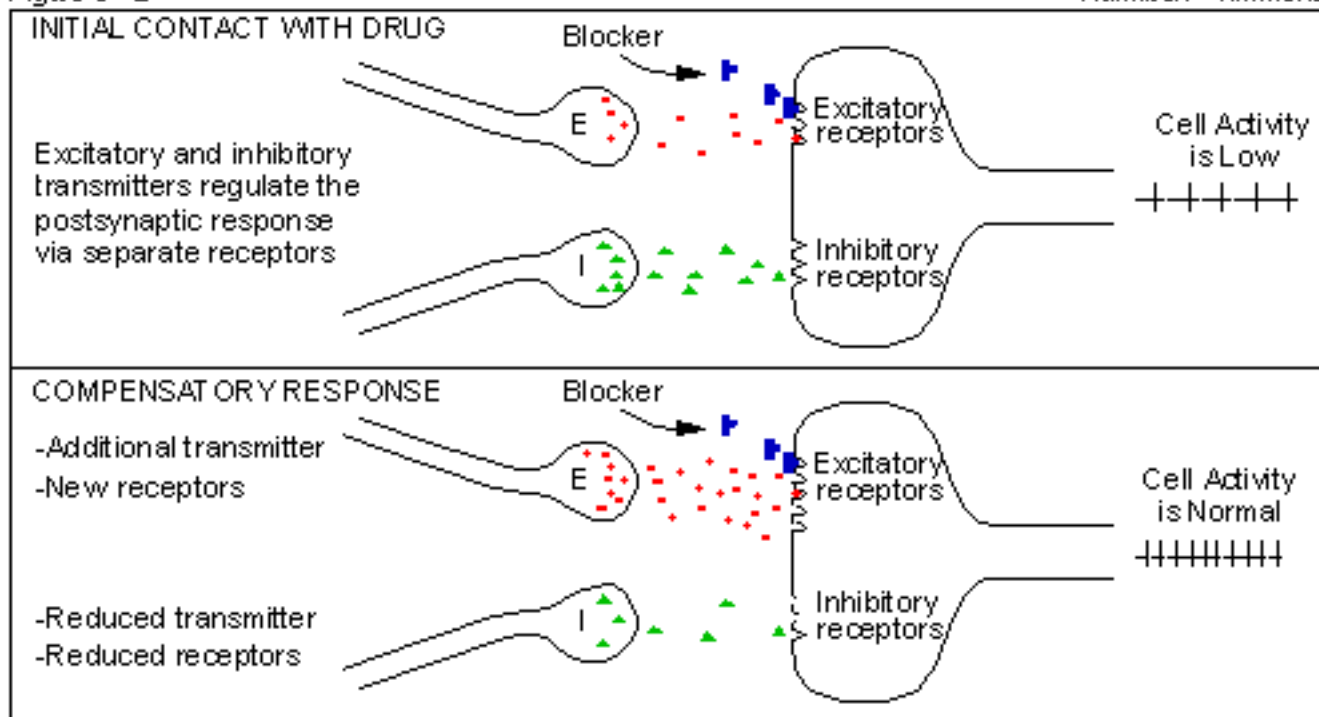 INITIAL CONTACT WITH DRUG
Blocker
E
Excitatory
receptors
Cell Activity
is Low
Excitatory and inhibitory
transmitters regulate the
postsynaptic response
via separate receptors
I
Inhibitory
receptors
COMPENSATORY RESPONSE
Blocker
-Additional transmitter
-New receptors
E
Excitatory
receptors
Cell Activity
is Normal
-Reduced transmitter
-Reduced receptors
I
Inhibitory
receptors